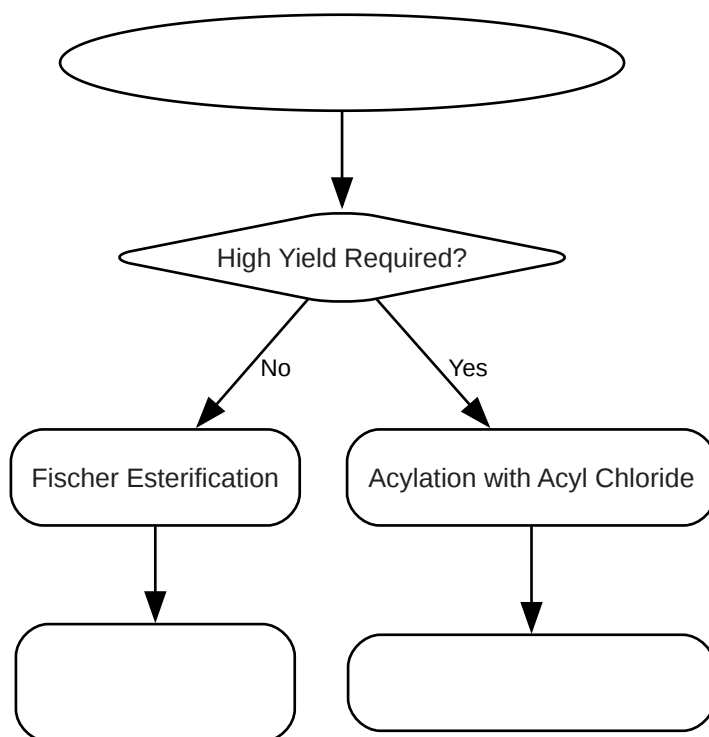 High Yield Required?
No
Yes
Fischer Esterification
Acylation with Acyl Chloride